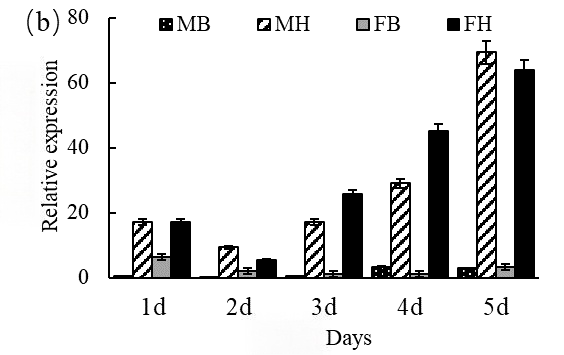 (b)
MB MH FB FH
Relative expression
80
60
40
20
0
1d 2d 3d 4d 5d
Days